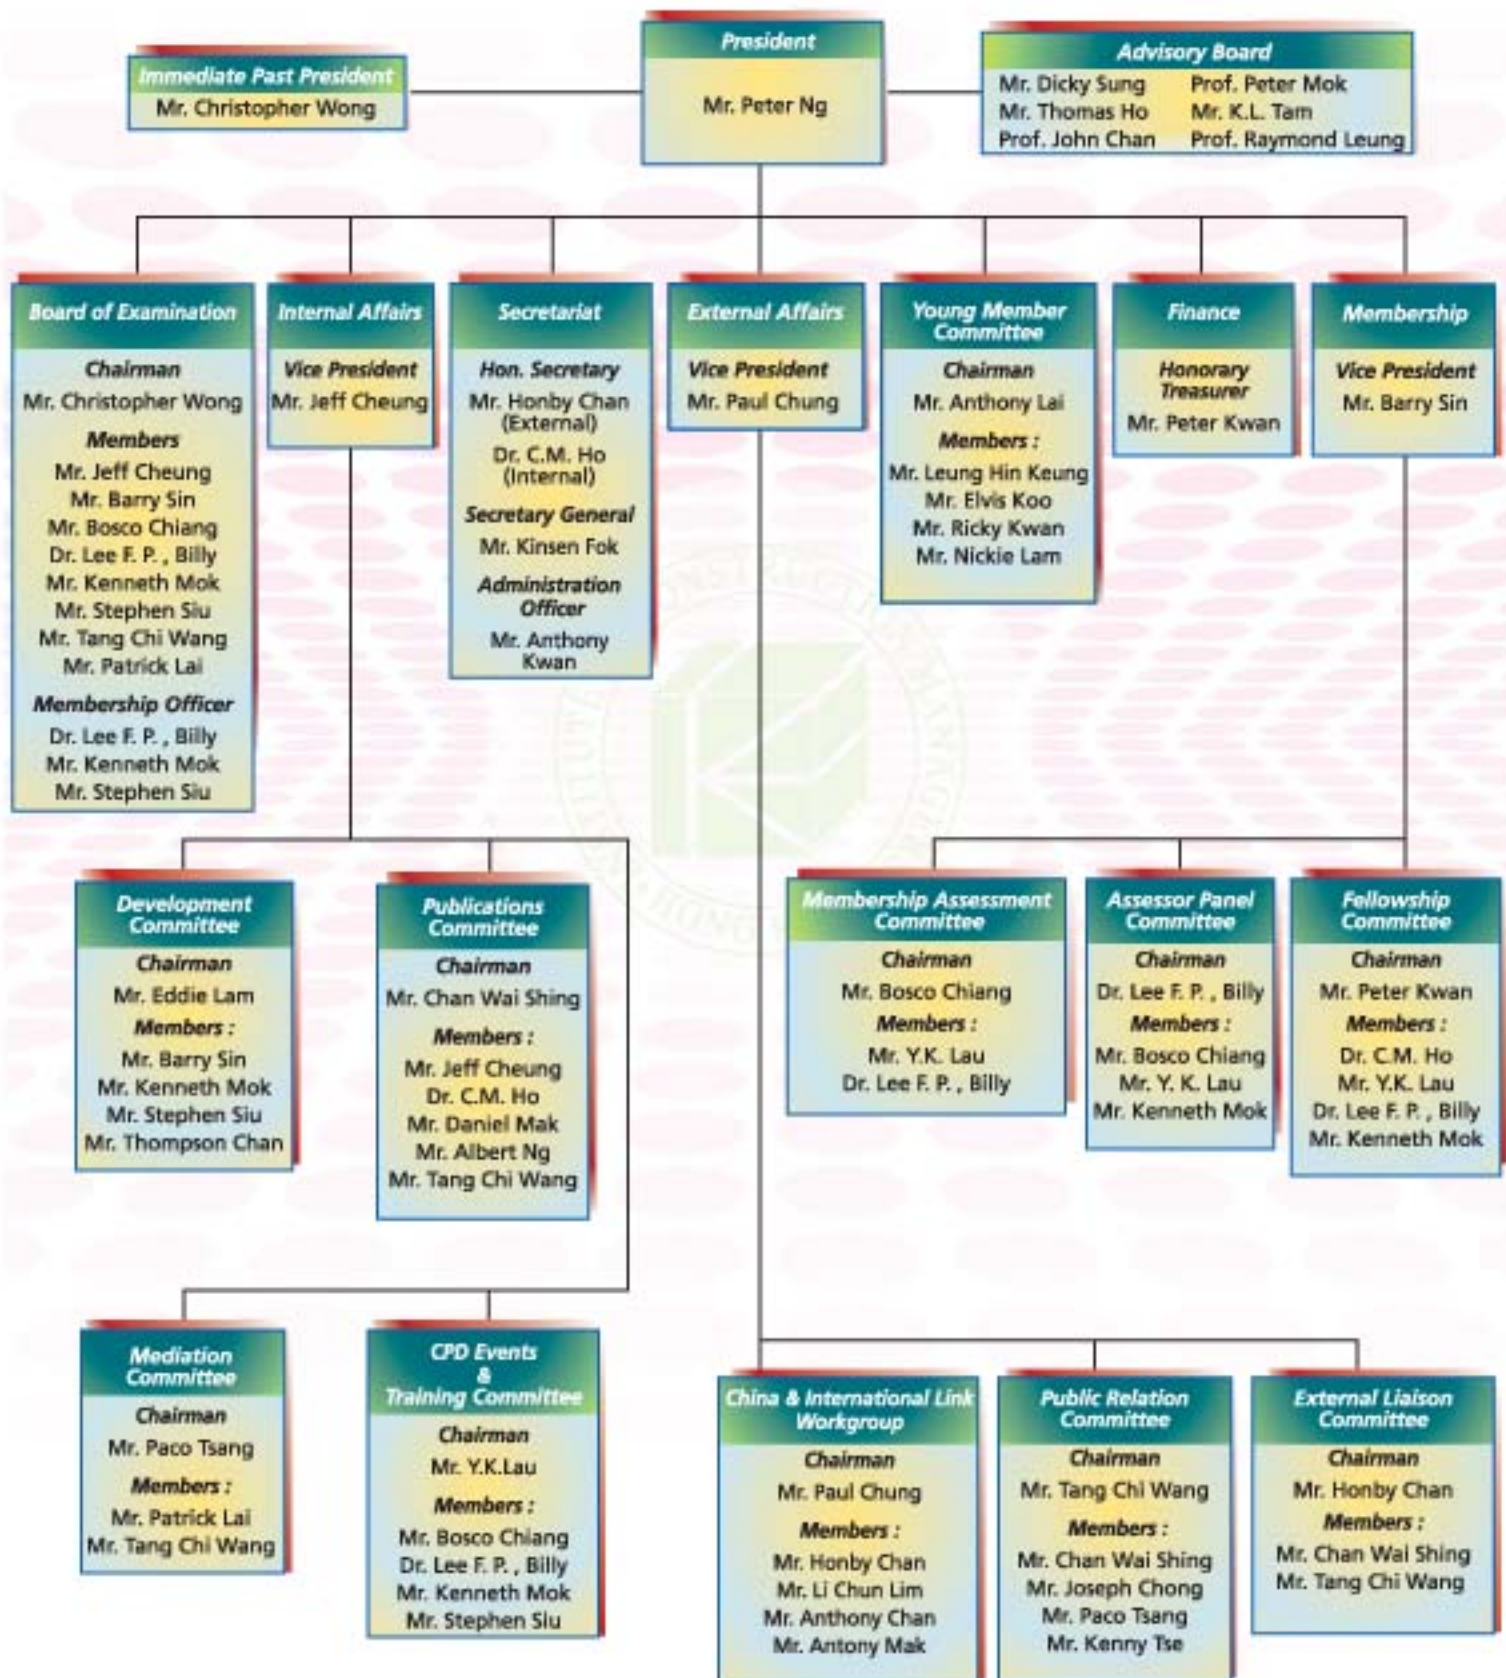 President
Mr. Peter Ng
Immediate Past President
Mr. Christopher Wong
Advisory Board
Mr. Dicky Sung Prof. Peter Mok
Mr. Thomas Ho Mr. K.L. Tam
Prof. John Chan Prof. Raymond Leung
Board of Examination
Chairman
Mr. Christopher Wong
Members
Mr. Jeff Cheung
Mr. Barry Sin
Mr. Bosco Chiang
Dr. Lee F. P. , Billy
Mr. Kenneth Mok
Mr. Stephen Siu
Mr. Tang Chi Wang
Mr. Patrick Lai
Membership Officer
Dr. Lee F. P. , Billy
Mr. Kenneth Mok
Mr. Stephen Siu
Internal Affairs
Vice President
Mr. Jeff Cheung
Secretariat
Hon. Secretary
Mr. Honby Chan
(External)
Dr. C.M. Ho
(Internal)
Secretary General
Mr. Kinsen Fok
Administration
Officer
Mr. Anthony
Kwan
External Affairs
Vice President
Mr. Paul Chung
Young Member
Committee
Chairman
Mr. Anthony Lai
Members :
Mr. Leung Hin Keung
Mr. Elvis Koo
Mr. Ricky Kwan
Mr. Nickie Lam
Finance
Honorary
Treasurer
Mr. Peter Kwan
Membership
Vice President
Mr. Barry Sin
Development
Committee
Chairman
Mr. Eddie Lam
Members :
Mr. Barry Sin
Mr. Kenneth Mok
Mr. Stephen Siu
Mr. Thompson Chan
Publications
Committee
Chairman
Mr. Chan Wai Shing
Members :
Mr. Jeff Cheung
Dr. C.M. Ho
Mr. Daniel Mak
Mr. Albert Ng
Mr. Tang Chi Wang
Membership Assessment
Committee
Chairman
Mr. Bosco Chiang
Members :
Mr. Y.K. Lau
Dr. Lee F. P. , Billy
Assessor Panel
Committee
Chairman
Dr. Lee F. P. , Billy
Members :
Mr. Bosco Chiang
Mr. Y. K. Lau
Mr. Kenneth Mok
Fellowship
Committee
Chairman
Mr. Peter Kwan
Members :
Dr. C.M. Ho
Mr. Y.K. Lau
Dr. Lee F. P. , Billy
Mr. Kenneth Mok
Mediation
Committee
Chairman
Mr. Paco Tsang
Members :
Mr. Patrick Lai
Mr. Tang Chi Wang
CPD Events
&
Training Committee
Chairman
Mr. Y.K.Lau
Members :
Mr. Bosco Chiang
Dr. Lee F. P. , Billy
Mr. Kenneth Mok
Mr. Stephen Siu
China & International Link
Workgroup
Chairman
Mr. Paul Chung
Members :
Mr. Honby Chan
Mr. Li Chun Lim
Mr. Anthony Chan
Mr. Antony Mak
Public Relation
Committee
Chairman
Mr. Tang Chi Wang
Members :
Mr. Chan Wai Shing
Mr. Joseph Chong
Mr. Paco Tsang
Mr. Kenny Tse
External Liaison
Committee
Chairman
Mr. Honby Chan
Members :
Mr. Chan Wai Shing
Mr. Tang Chi Wang